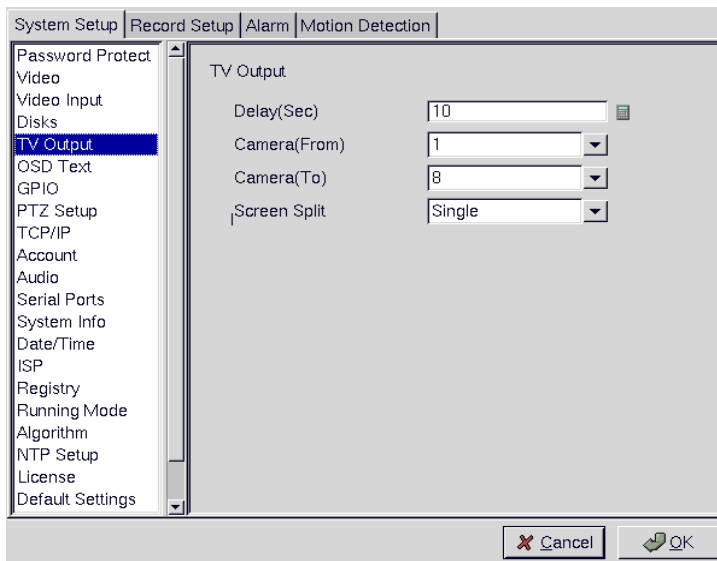 System Setup Record Setup Alarm Motion Detection
Password Protect
Video
Video Input
Disks
TV Output
OSD Text
GPIO
PTZ Setup
TCP/IP
Account
Audio
Serial Ports
System Info
Date/Time
ISP
Registry
Running Mode
Algorithm
NTP Setup
License
Default Settings
TV Output
Delay(Sec) 10
Camera(From) 1
Camera(To) 8
Screen Split Single
Cancel OK